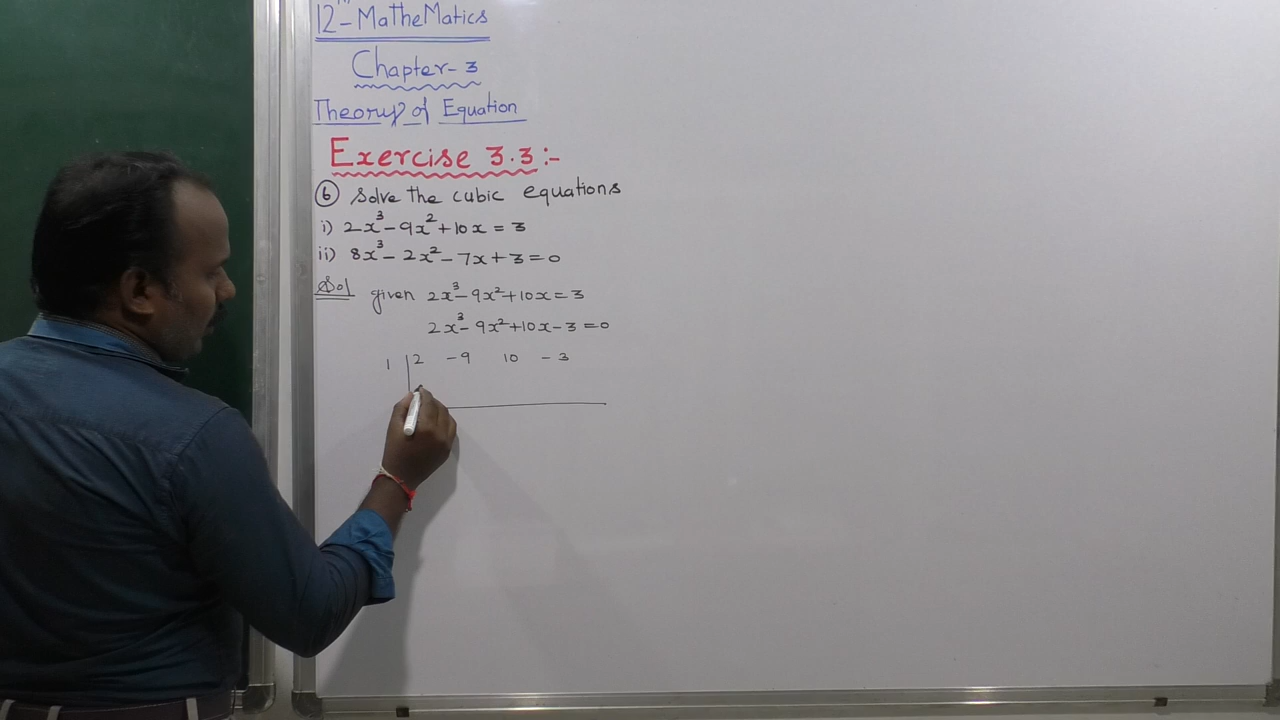 12th - Mathematics
Chapter - 3
Theory of Equation
Exercise 3.3:-
⑥ Solve the cubic equations
i) 2x³ - 9x² + 10x = 3
ii) 8x³ - 2x² - 7x + 3 = 0
Sol given 2x³ - 9x² + 10x = 3
2x³ - 9x² + 10x - 3 = 0
1 | 2 -9 10 -3